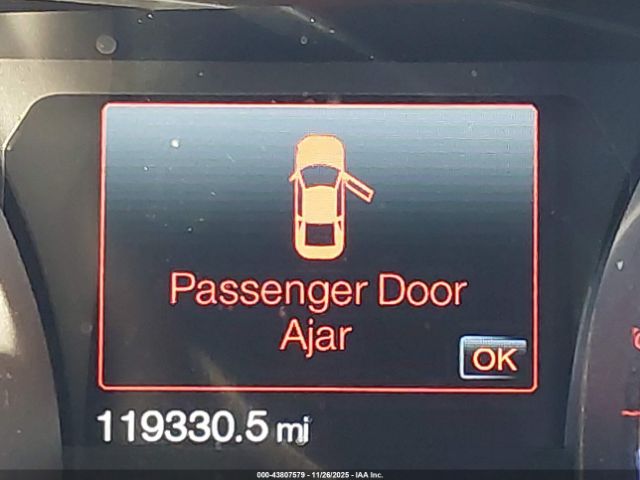 Passenger Door
Ajar
OK
119330.5 mi
000-43807579 - 11/26/2025 - IAA Inc.